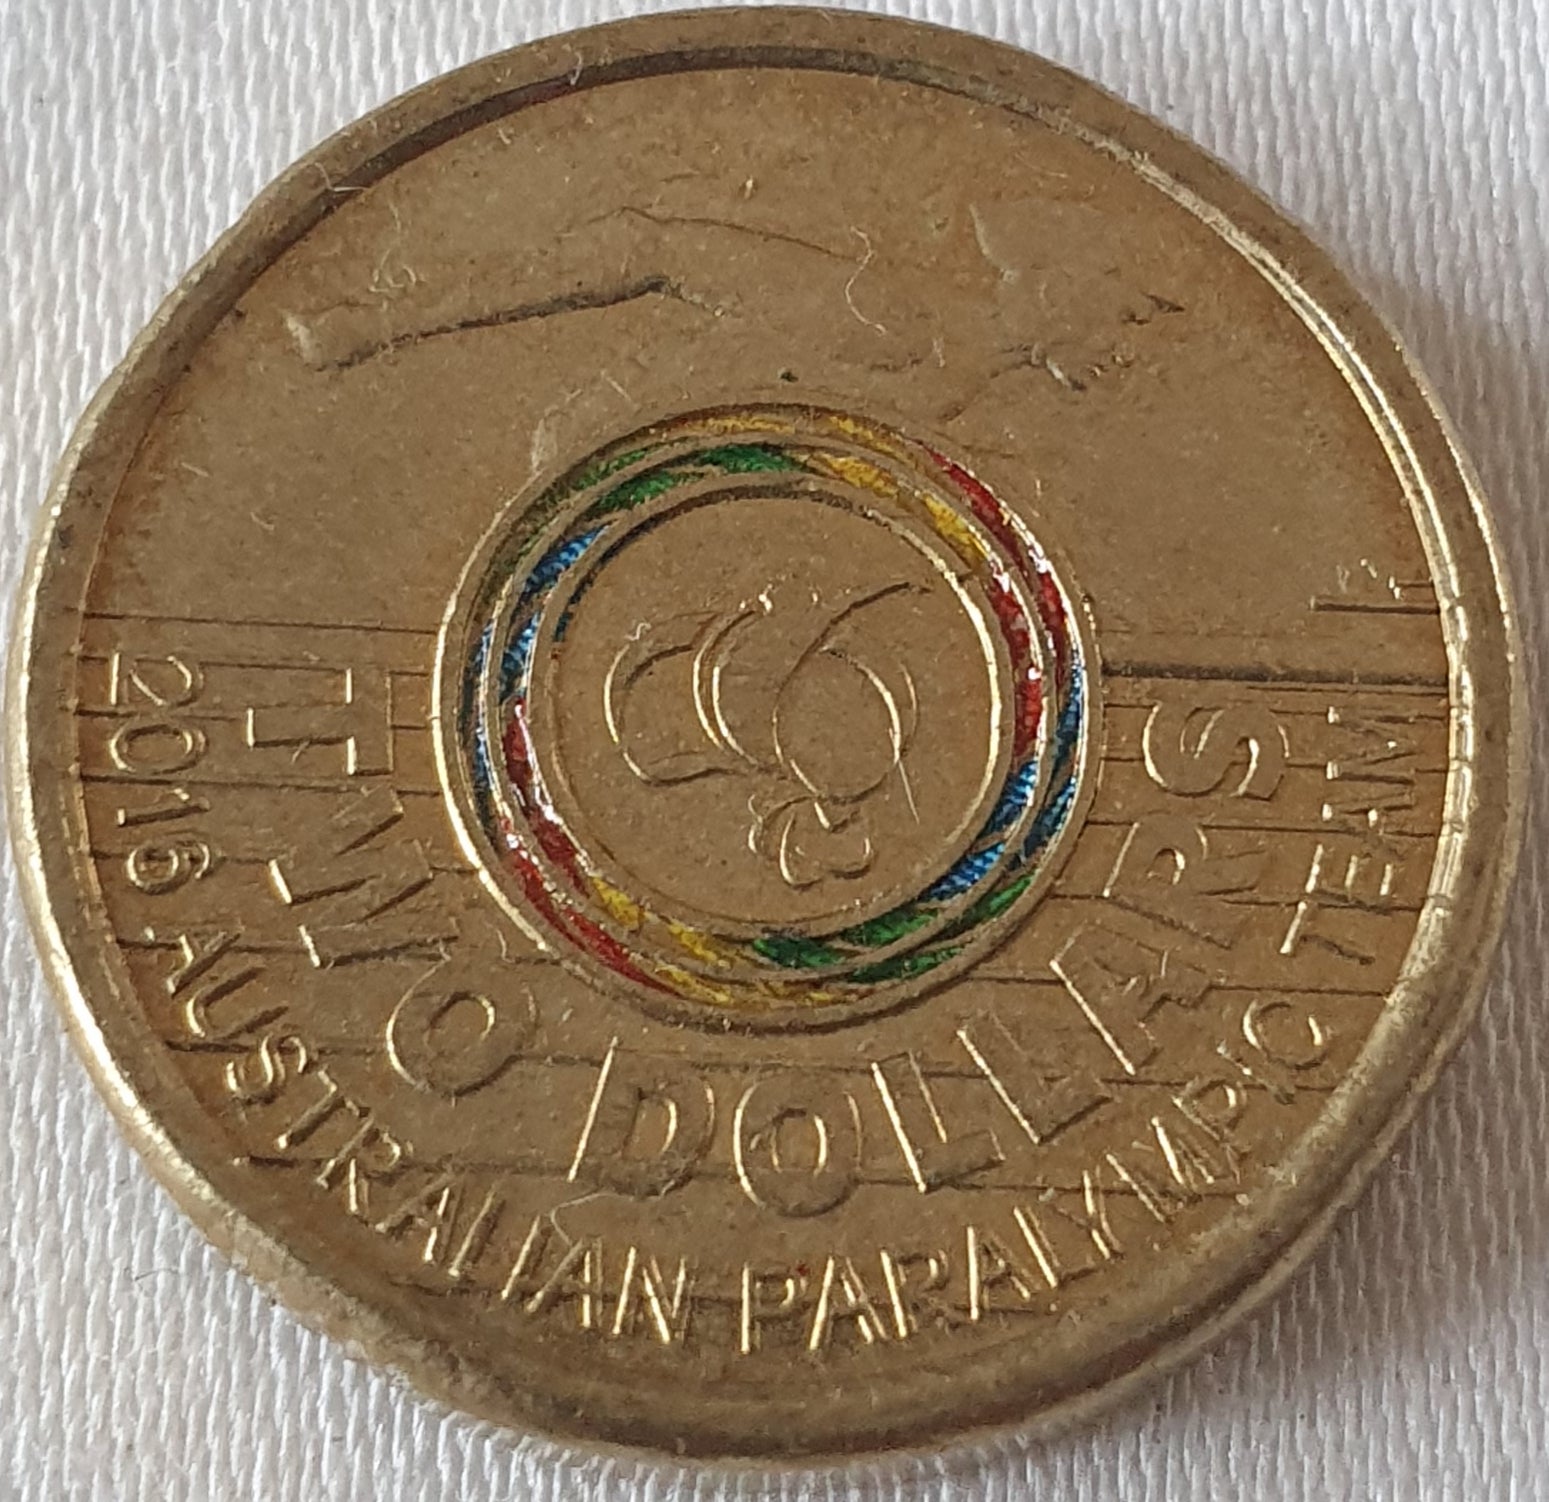 TWO DOLLARS
2016 AUSTRALIAN PARALYMPIC TEAM